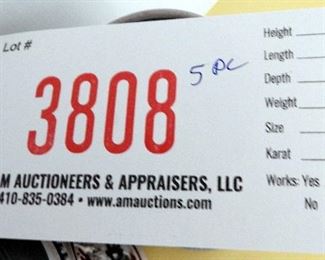 Lot #
3808
5 pc
M AUCTIONEERS & APPRAISERS, LLC
410-835-0384 • www.amauctions.com
Height
Length
Depth
Weight
Size
Karat
Works: Yes
No